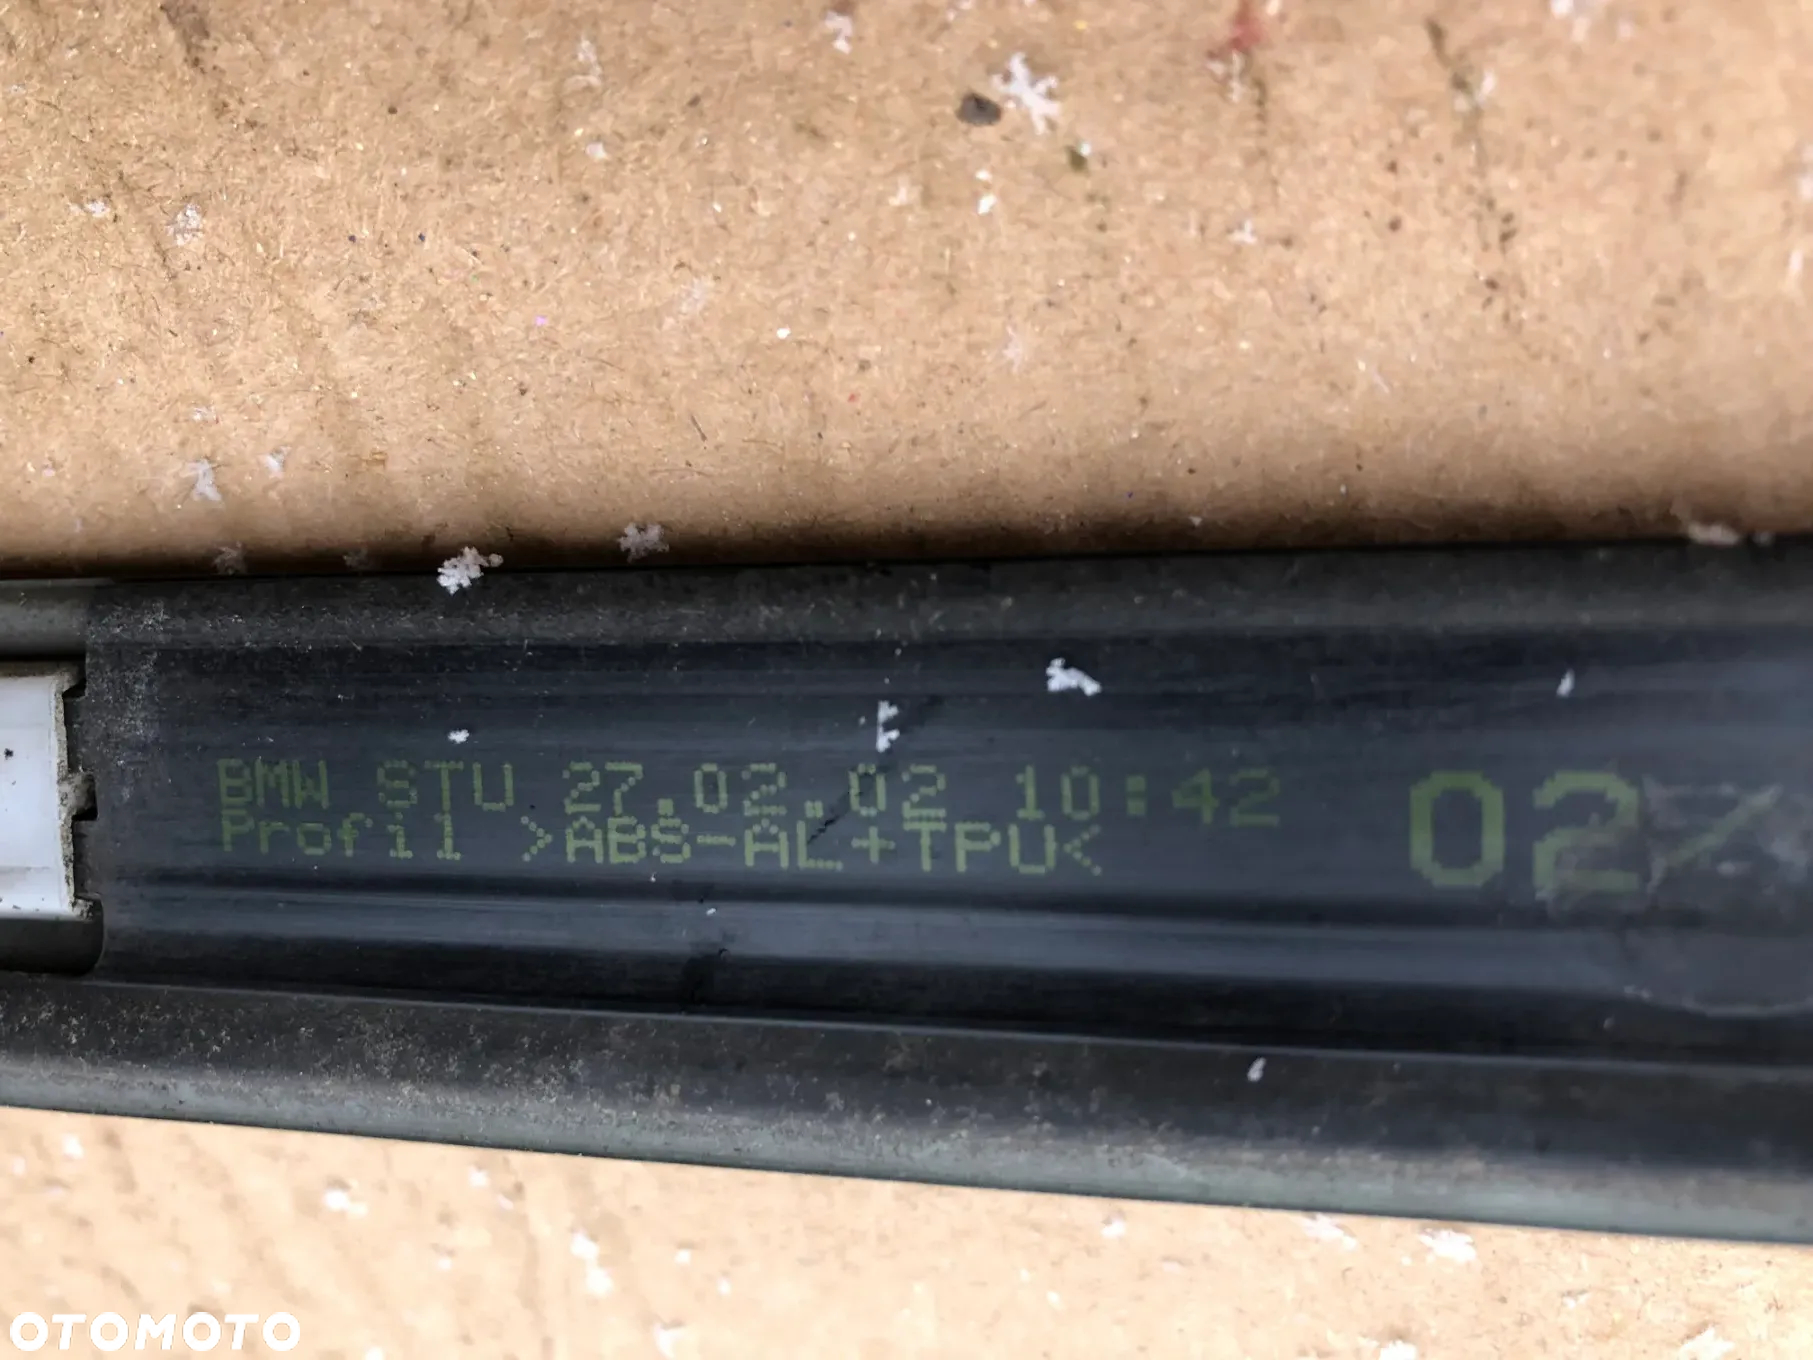 BMW STU 27.02.02 10:42
Profil >ABS-AL+TPU<
02
OTOMOTO